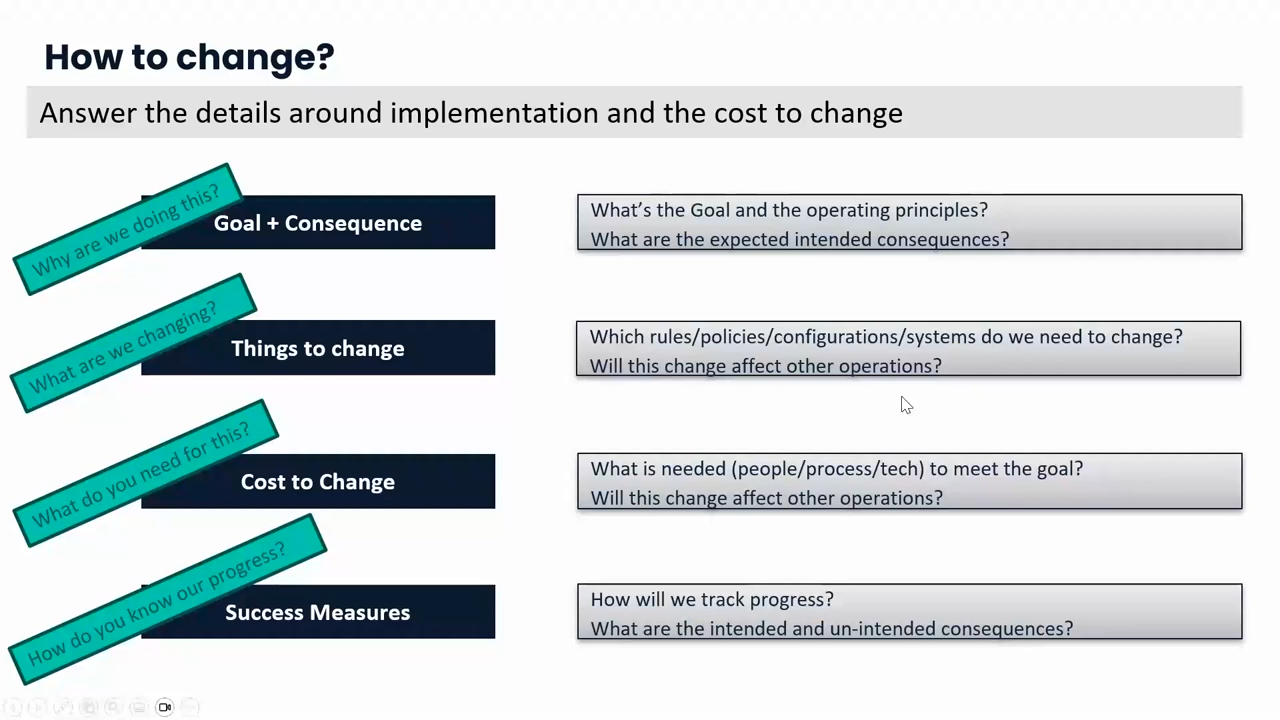 How to change?
Answer the details around implementation and the cost to change
Why are we doing this?
Goal + Consequence
What's the Goal and the operating principles?
What are the expected intended consequences?
What are we changing?
Things to change
Which rules/policies/configurations/systems do we need to change?
Will this change affect other operations?
What do you need for this?
Cost to Change
What is needed (people/process/tech) to meet the goal?
Will this change affect other operations?
How do you know our progress?
Success Measures
How will we track progress?
What are the intended and un-intended consequences?